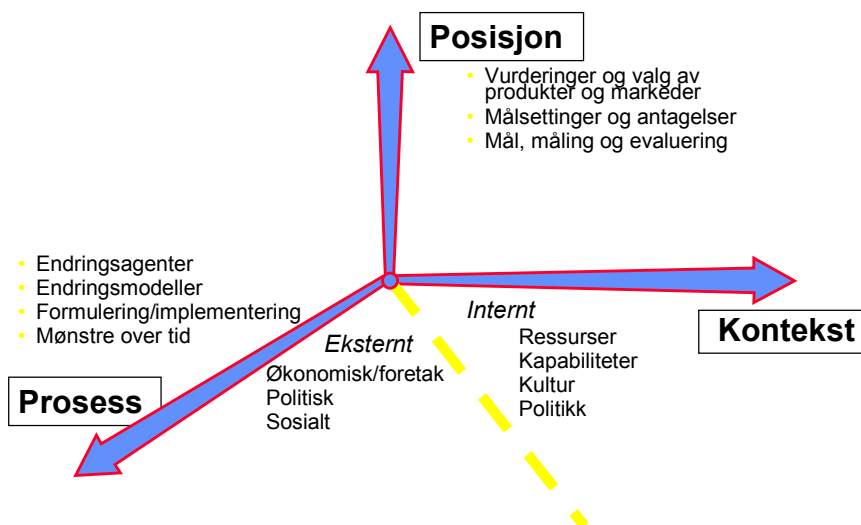 Posisjon
• Vurderinger og valg av
produkter og markeder
• Målsettinger og antagelser
• Mål, måling og evaluering
• Endringsagenter
• Endringsmodeller
• Formulering/implementering
• Mønstre over tid
Prosess
Eksternt
Økonomisk/foretak
Politisk
Sosialt
Internt
Ressurser
Kapabiliteter
Kultur
Politikk
Kontekst